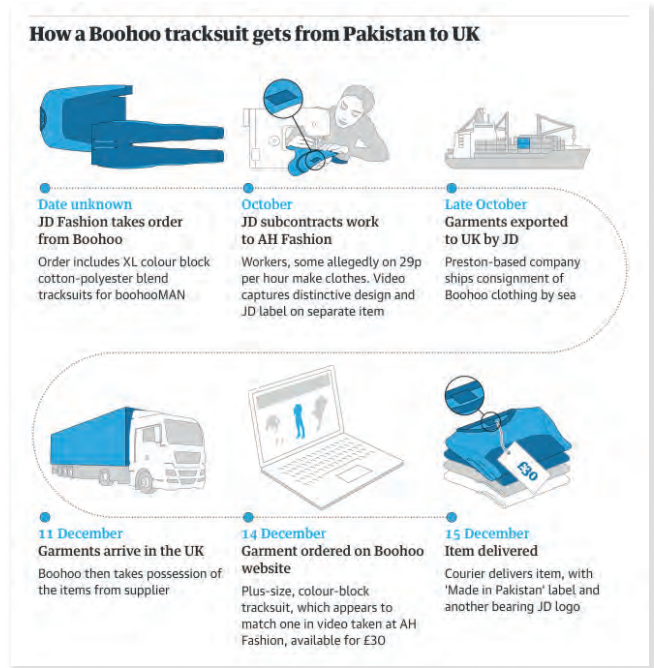 How a Boohoo tracksuit gets from Pakistan to UK
Date unknown
JD Fashion takes order
from Boohoo
Order includes XL colour block
cotton-polyester blend
tracksuits for boohooMAN
October
JD subcontracts work
to AH Fashion
Workers, some allegedly on 29p
per hour make clothes. Video
captures distinctive design and
JD label on separate item
Late October
Garments exported
to UK by JD
Preston-based company
ships consignment of
Boohoo clothing by sea
£30
11 December
Garments arrive in the UK
Boohoo then takes possession of
the items from supplier
14 December
Garment ordered on Boohoo
website
Plus-size, colour-block
tracksuit, which appears to
match one in video taken at AH
Fashion, available for £30
15 December
Item delivered
Courier delivers item, with
'Made in Pakistan' label and
another bearing JD logo